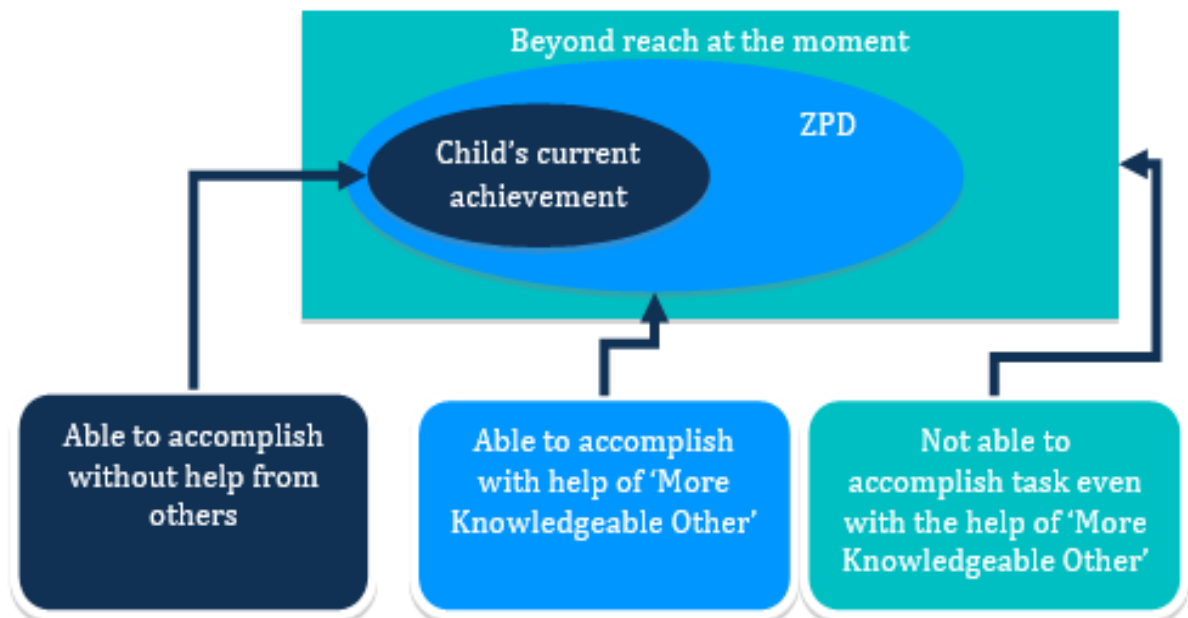 Beyond reach at the moment
ZPD
Child’s current
achievement
Able to accomplish
without help from
others
Able to accomplish
with help of ‘More
Knowledgeable Other’
Not able to
accomplish task even
with the help of ‘More
Knowledgeable Other’